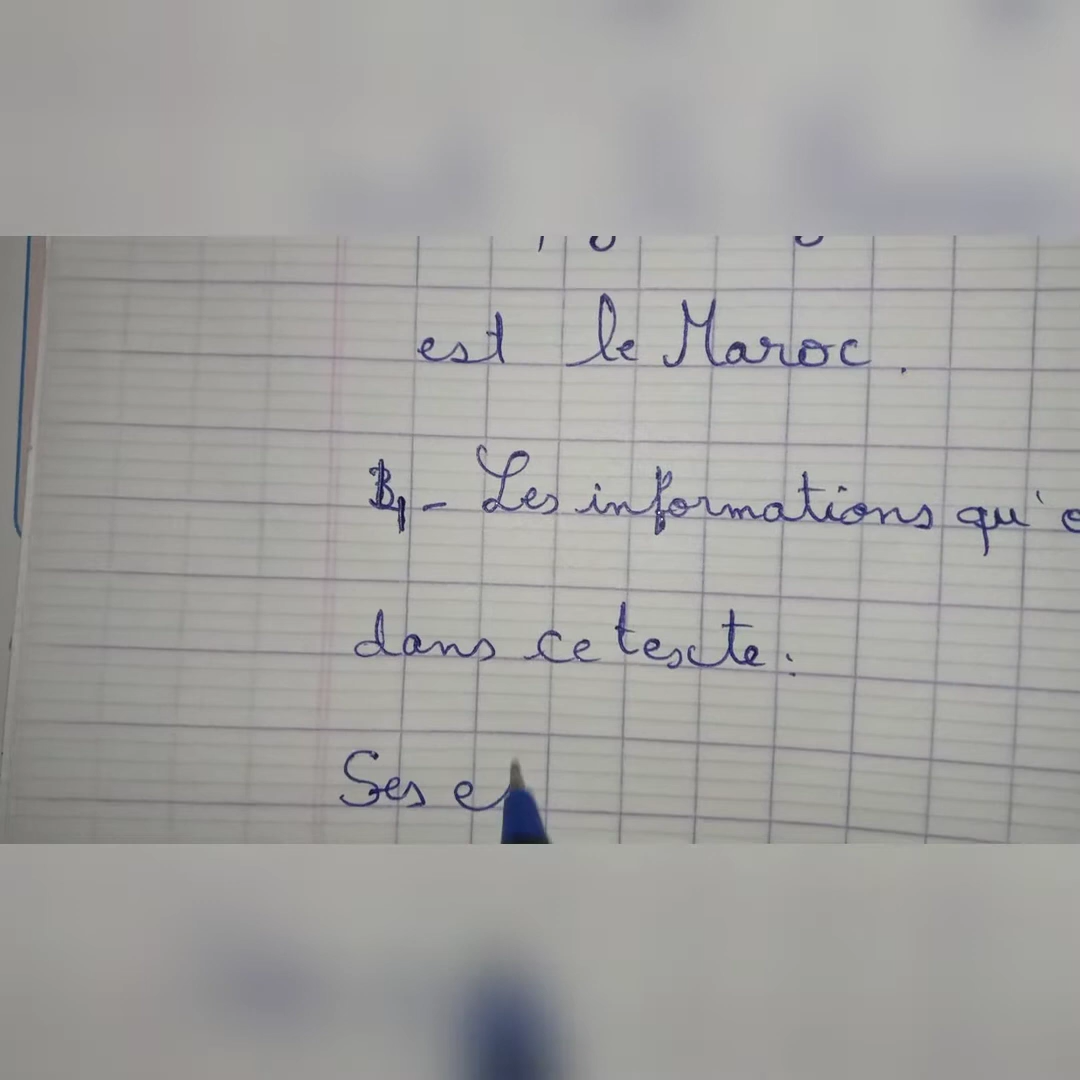 est le Maroc.
B1 - Les informations qu'
dans ce texte :
Ses